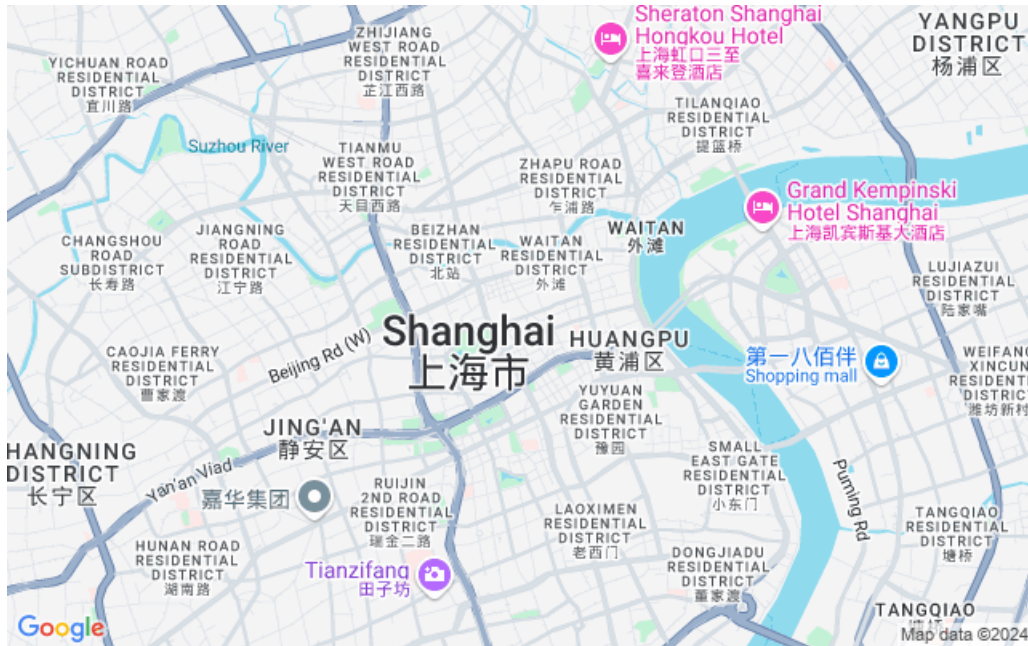 Sheraton Shanghai
Hongkou Hotel
上海虹口三至
喜来登酒店
YANGPU
DISTRICT
杨浦区
ZHIJIANG
WEST ROAD
RESIDENTIAL
DISTRICT
芷江西路
YICHUAN ROAD
RESIDENTIAL
DISTRICT
宜川路
TILANQIAO
RESIDENTIAL
DISTRICT
提篮桥
Suzhou River
TIANMU
WEST ROAD
RESIDENTIAL
DISTRICT
天目西路
ZHAPU ROAD
RESIDENTIAL
DISTRICT
乍浦路
Grand Kempinski
Hotel Shanghai
上海凯宾斯基大酒店
WAITAN
外滩
CHANGSHOU
ROAD
SUBDISTRICT
长寿路
JIANGNING
ROAD
RESIDENTIAL
DISTRICT
江宁路
BEIZHAN
RESIDENTIAL
DISTRICT
北站
WAITAN
RESIDENTIAL
DISTRICT
外滩
LUJIAZUI
RESIDENTIAL
DISTRICT
陆家嘴
Shanghai
上海市
HUANGPU
黄浦区
Beijing Rd (W)
CAOJIA FERRY
RESIDENTIAL
DISTRICT
曹家渡
第一八佰伴
Shopping mall
WEIFANG
XINCUN
RESIDENTI
DISTRICT
潍坊新村
YUYUAN
GARDEN
RESIDENTIAL
DISTRICT
豫园
JING'AN
静安区
HANGNING
DISTRICT
长宁区
Yan'an Viad
SMALL
EAST GATE
RESIDENTIAL
DISTRICT
小东门
嘉华集团
RUIJIN
2ND ROAD
RESIDENTIAL
DISTRICT
瑞金二路
Puming Rd
LAOXIMEN
RESIDENTIAL
DISTRICT
老西门
TANGQIAO
RESIDENTIAL
DISTRICT
塘桥
HUNAN ROAD
RESIDENTIAL
DISTRICT
湖南路
Tianzifang
田子坊
DONGJIADU
RESIDENTIAL
DISTRICT
董家渡
TANGQIAO
Google
Map data ©2024